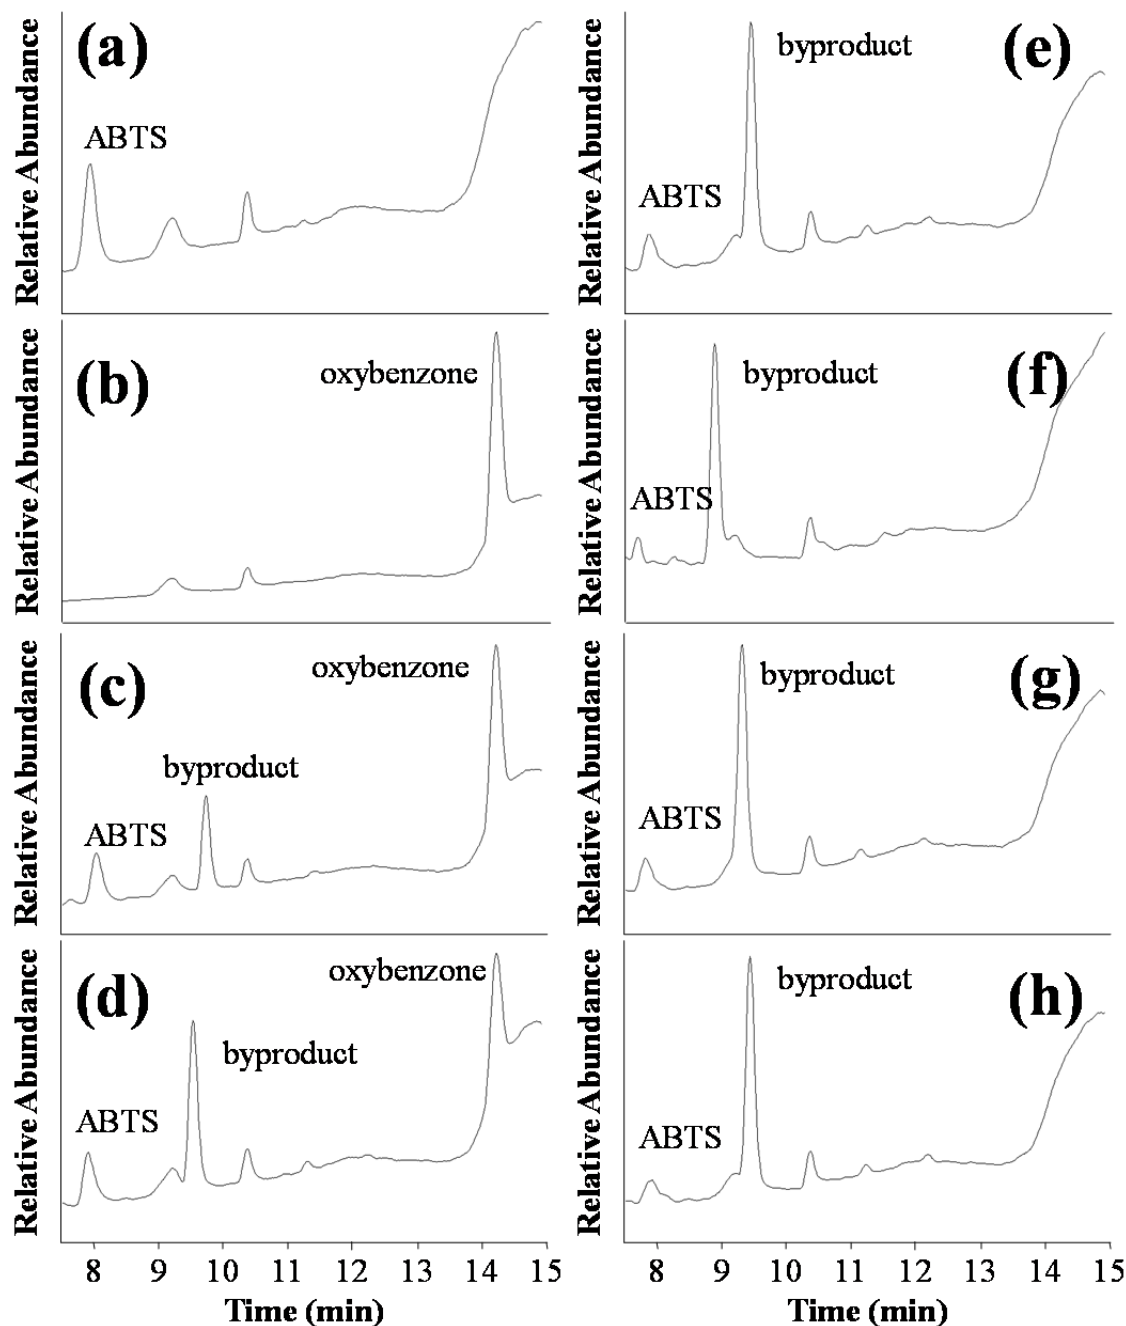 (a)
ABTS
Relative Abundance
(b)
oxybenzone
Relative Abundance
(c)
oxybenzone
byproduct
ABTS
Relative Abundance
(d)
oxybenzone
byproduct
ABTS
Relative Abundance
8 9 10 11 12 13 14 15
Time (min)
byproduct
(e)
ABTS
Relative Abundance
byproduct
(f)
ABTS
Relative Abundance
byproduct
(g)
ABTS
Relative Abundance
byproduct
(h)
ABTS
Relative Abundance
8 9 10 11 12 13 14 15
Time (min)